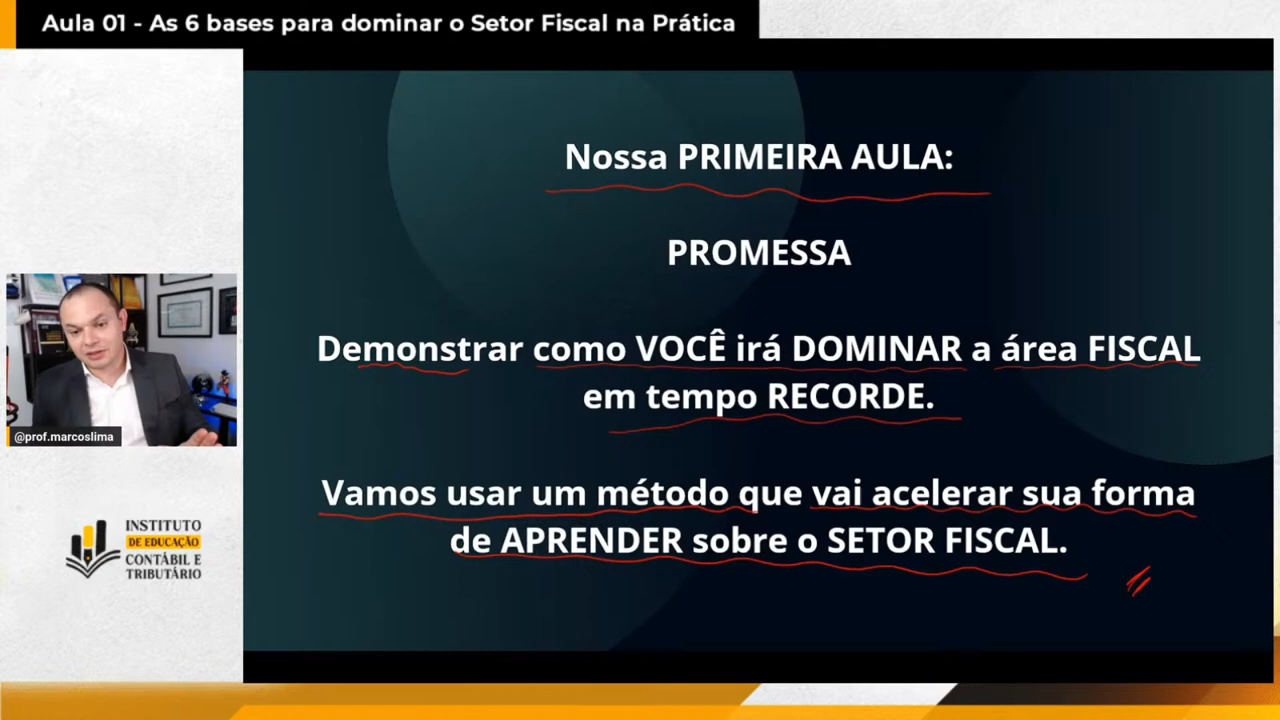 Aula 01 - As 6 bases para dominar o Setor Fiscal na Prática
Nossa PRIMEIRA AULA:
PROMESSA
Demonstrar como VOCÊ irá DOMINAR a área FISCAL
em tempo RECORDE.
Vamos usar um método que vai acelerar sua forma
de APRENDER sobre o SETOR FISCAL.
@prof.marcoslima
INSTITUTO
DE EDUCAÇÃO
CONTÁBIL E
TRIBUTÁRIO